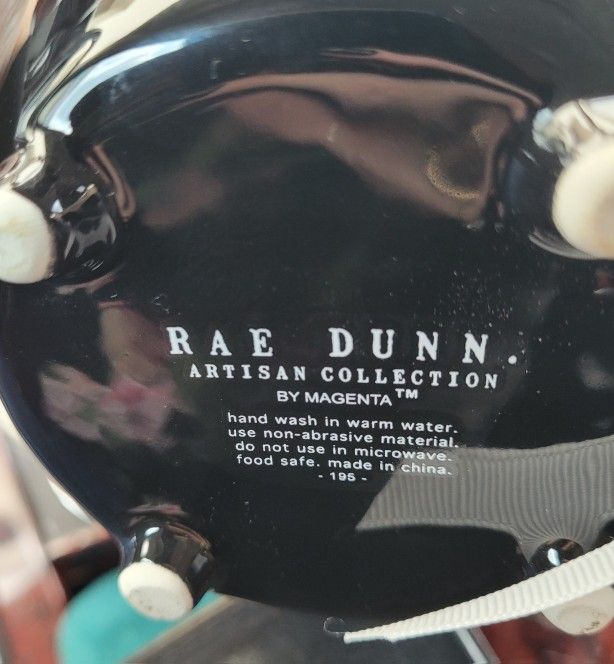 RAE DUNN.
ARTISAN COLLECTION
BY MAGENTA™
hand wash in warm water.
use non-abrasive material.
do not use in microwave.
food safe. made in china.
- 195 -